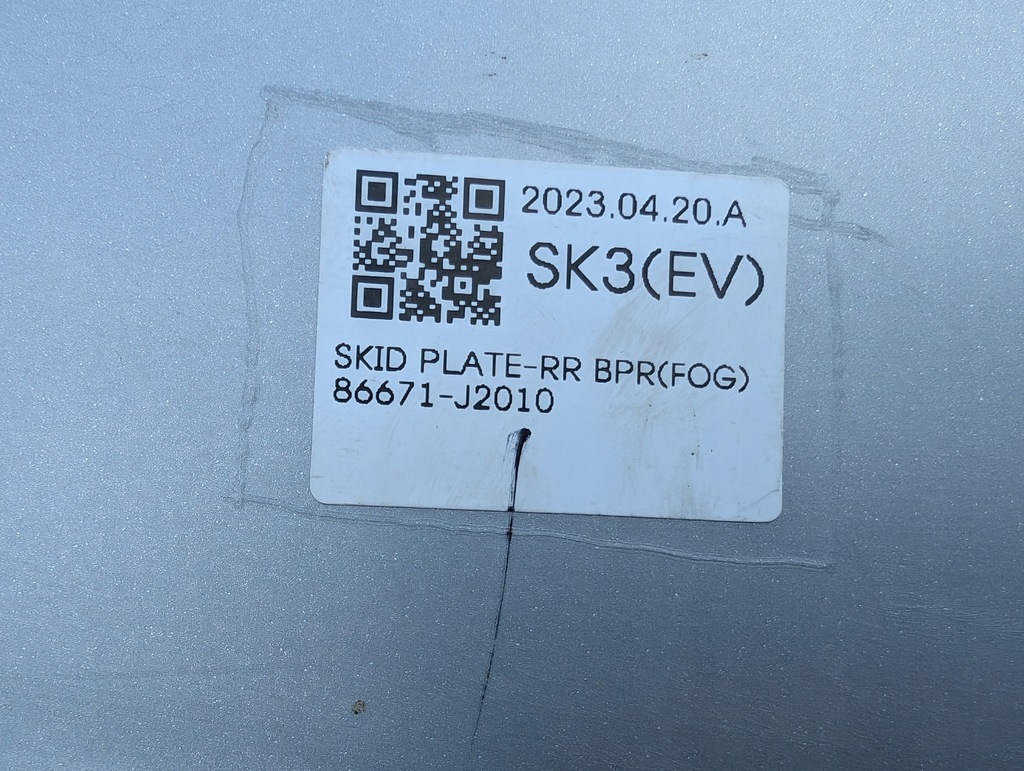 2023.04.20.A
SK3(EV)
SKID PLATE-RR BPR(FOG)
86671-J2010